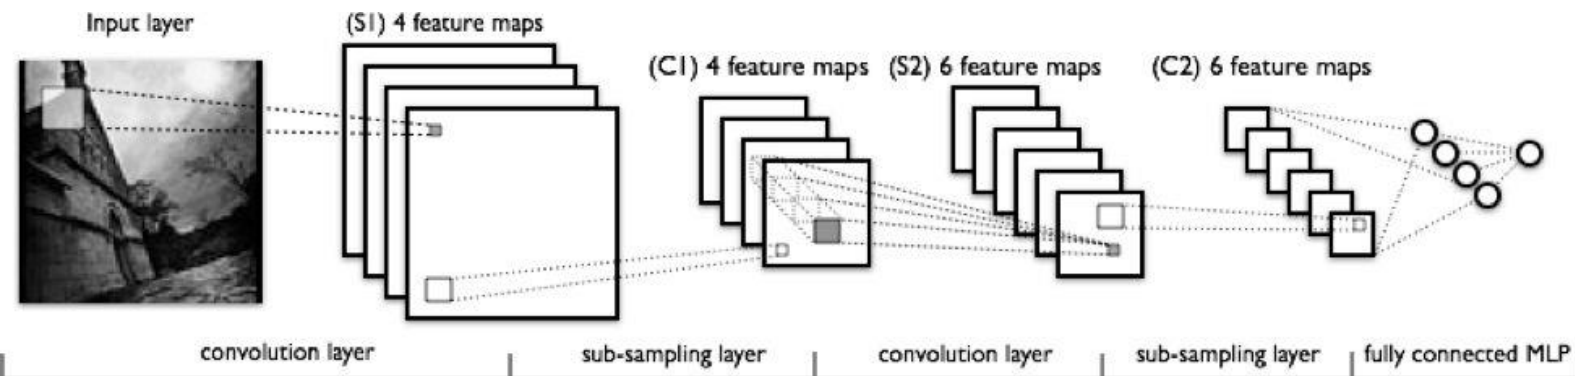 Input layer
(S1) 4 feature maps
(C1) 4 feature maps
(S2) 6 feature maps
(C2) 6 feature maps
convolution layer
sub-sampling layer
convolution layer
sub-sampling layer
fully connected MLP